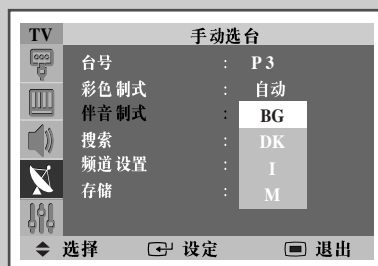 TV 手动选台
台号 : P 3
彩色制式 : 自动
伴音制式 : BG
搜索 : DK
频道设置 : I
存储 : M
选择 设定 退出